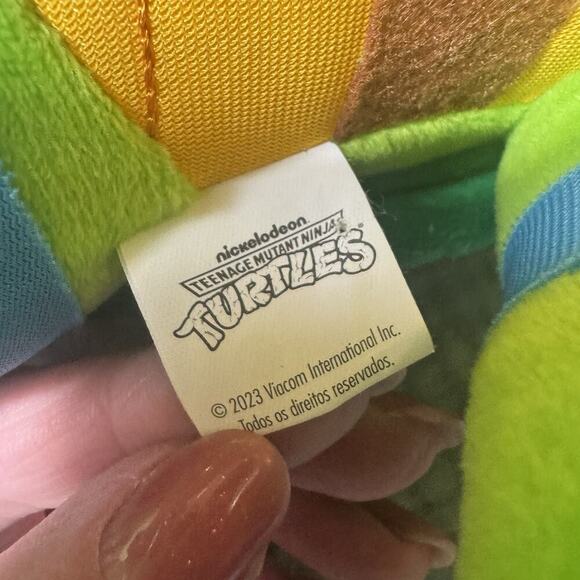 nickelodeon
TEENAGE MUTANT NINJA
TURTLES
© 2023 Viacom International Inc.
Todos os direitos reservados.